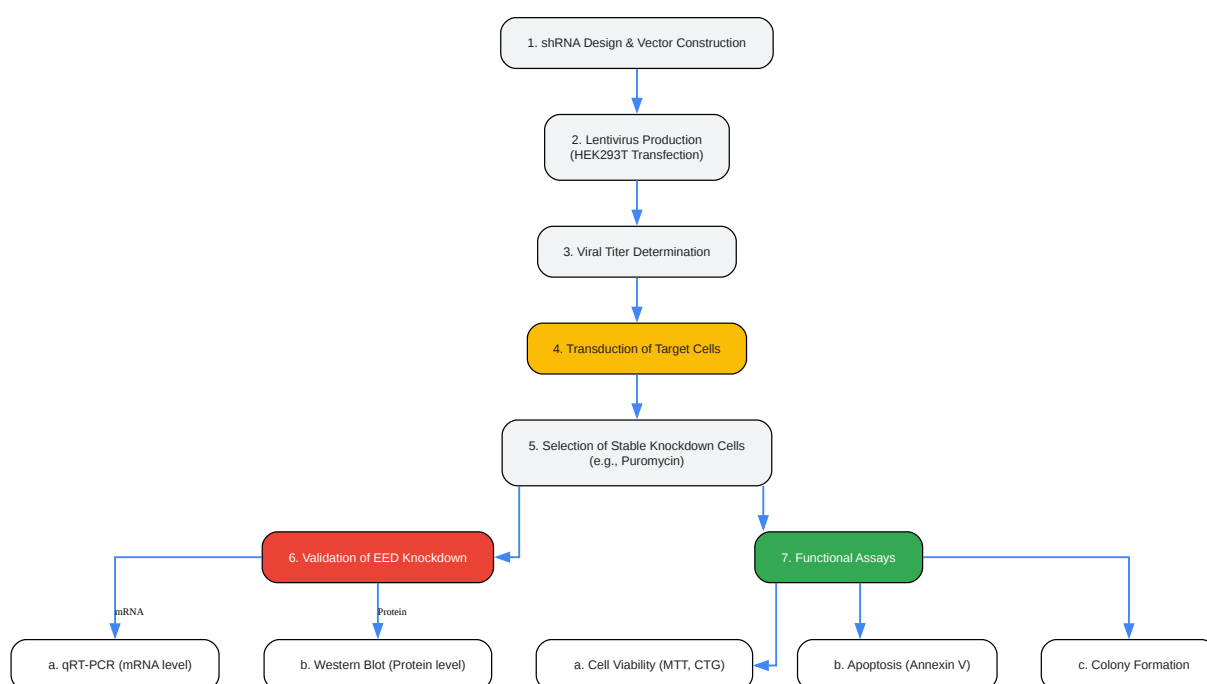 1. shRNA Design & Vector Construction
2. Lentivirus Production
(HEK293T Transfection)
3. Viral Titer Determination
4. Transduction of Target Cells
5. Selection of Stable Knockdown Cells
(e.g., Puromycin)
6. Validation of EED Knockdown
7. Functional Assays
mRNA
Protein
a. qRT-PCR (mRNA level)
b. Western Blot (Protein level)
a. Cell Viability (MTT, CTG)
b. Apoptosis (Annexin V)
c. Colony Formation